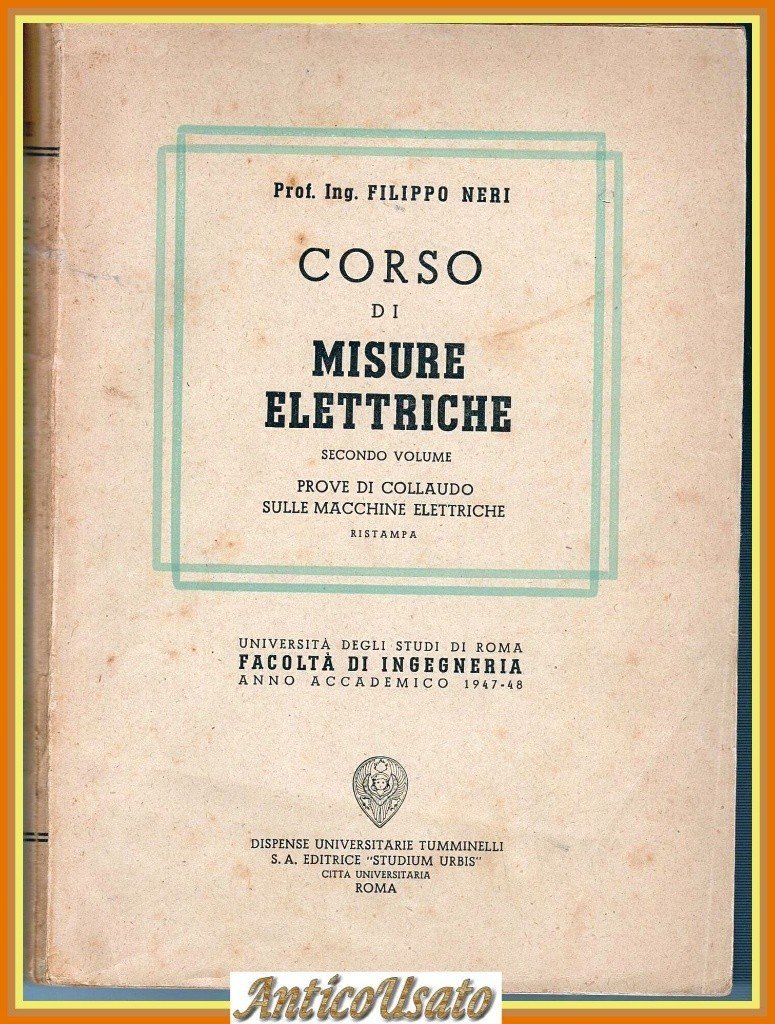 Prof. Ing. FILIPPO NERI
CORSO
DI
MISURE
ELETTRICHE
SECONDO VOLUME
PROVE DI COLLAUDO
SULLE MACCHINE ELETTRICHE
RISTAMPA
UNIVERSITÀ DEGLI STUDI DI ROMA
FACOLTÀ DI INGEGNERIA
ANNO ACCADEMICO 1947-48
DISPENSE UNIVERSITARIE TUMMINELLI
S. A. EDITRICE "STUDIUM URBIS"
CITTÀ UNIVERSITARIA
ROMA
AnticoUsato